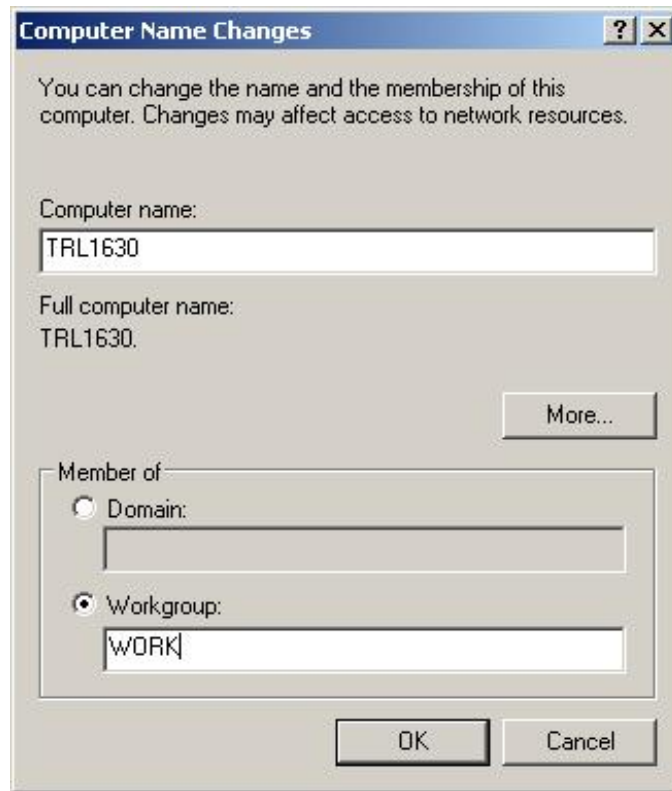 Computer Name Changes
You can change the name and the membership of this
computer. Changes may affect access to network resources.
Computer name:
TRL1630
Full computer name:
TRL1630.
More...
Member of
Domain:
Workgroup:
WORK
OK
Cancel